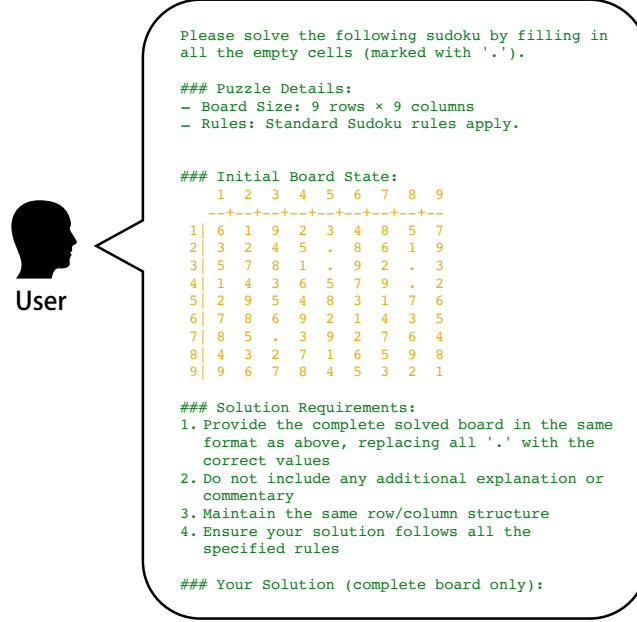 Please solve the following sudoku by filling in
all the empty cells (marked with '.').
### Puzzle Details:
– Board Size: 9 rows × 9 columns
– Rules: Standard Sudoku rules apply.
### Initial Board State:
1 2 3 4 5 6 7 8 9
--+--+--+--+--+--+--+--+--
1| 6 1 9 2 3 4 8 5 7
2| 3 2 4 5 . 8 6 1 9
3| 5 7 8 1 . 9 2 . 3
4| 1 4 3 6 5 7 9 . 2
5| 2 9 5 4 8 3 1 7 6
6| 7 8 6 9 2 1 4 3 5
7| 8 5 . 3 9 2 7 6 4
8| 4 3 2 7 1 6 5 9 8
9| 9 6 7 8 4 5 3 2 1
User
### Solution Requirements:
1. Provide the complete solved board in the same
format as above, replacing all '.' with the
correct values
2. Do not include any additional explanation or
commentary
3. Maintain the same row/column structure
4. Ensure your solution follows all the
specified rules
### Your Solution (complete board only):